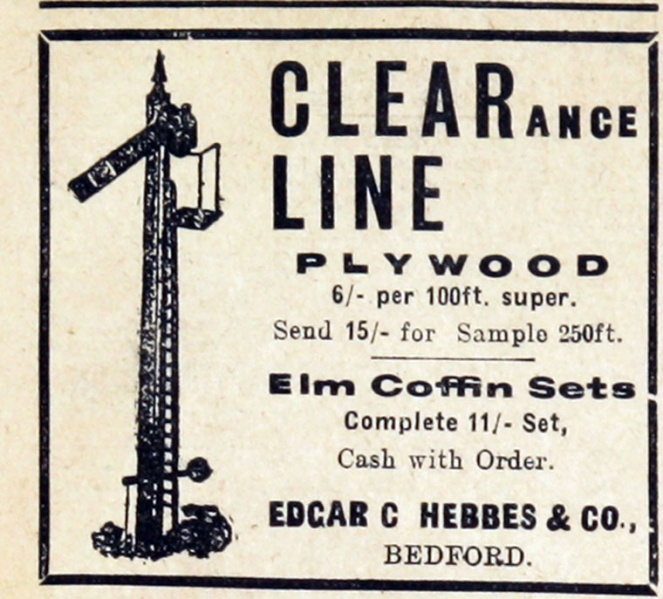 CLEARANCE
LINE
PLYWOOD
6/- per 100ft. super.
Send 15/- for Sample 250ft.
Elm Coffin Sets
Complete 11/- Set,
Cash with Order.
EDGAR C HEBBES & CO.,
BEDFORD.